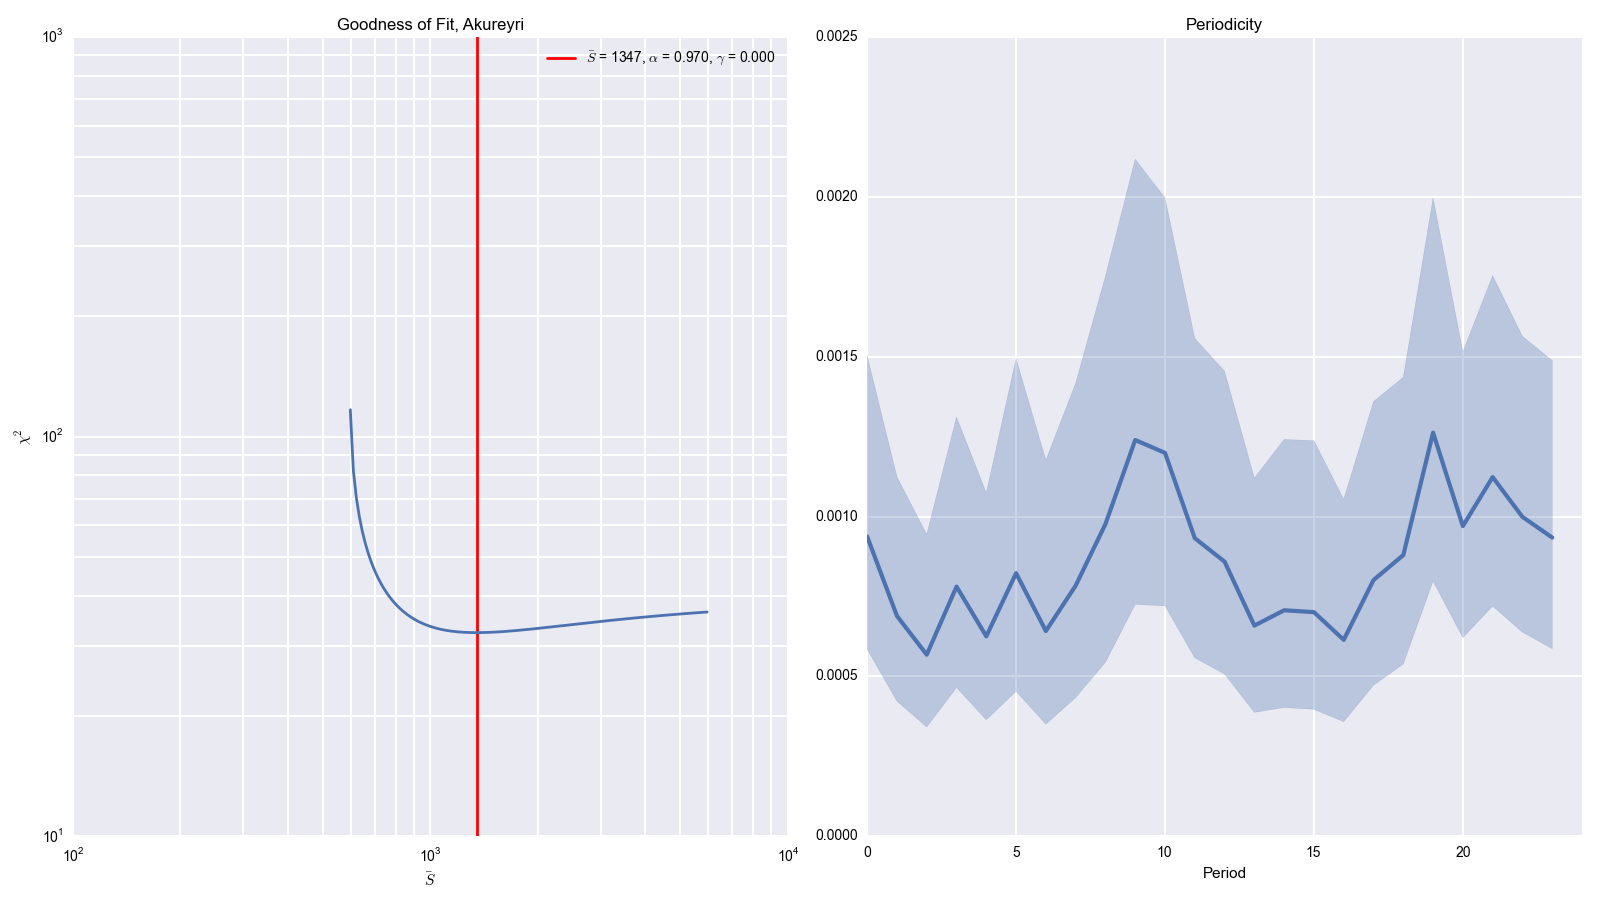 Goodness of Fit, Akureyri
10³
10²
10¹
χ²
S̄ = 1347, α = 0.970, γ = 0.000
10² 10³ 10⁴
S̄
Periodicity
0.0025
0.0020
0.0015
0.0010
0.0005
0.0000
0 5 10 15 20
Period